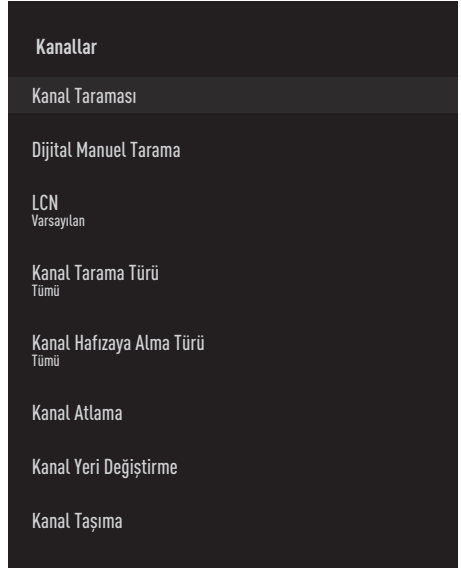 Kanallar
Kanal Taraması
Dijital Manuel Tarama
LCN
Varsayılan
Kanal Tarama Türü
Tümü
Kanal Hafızaya Alma Türü
Tümü
Kanal Atlama
Kanal Yeri Değiştirme
Kanal Taşıma